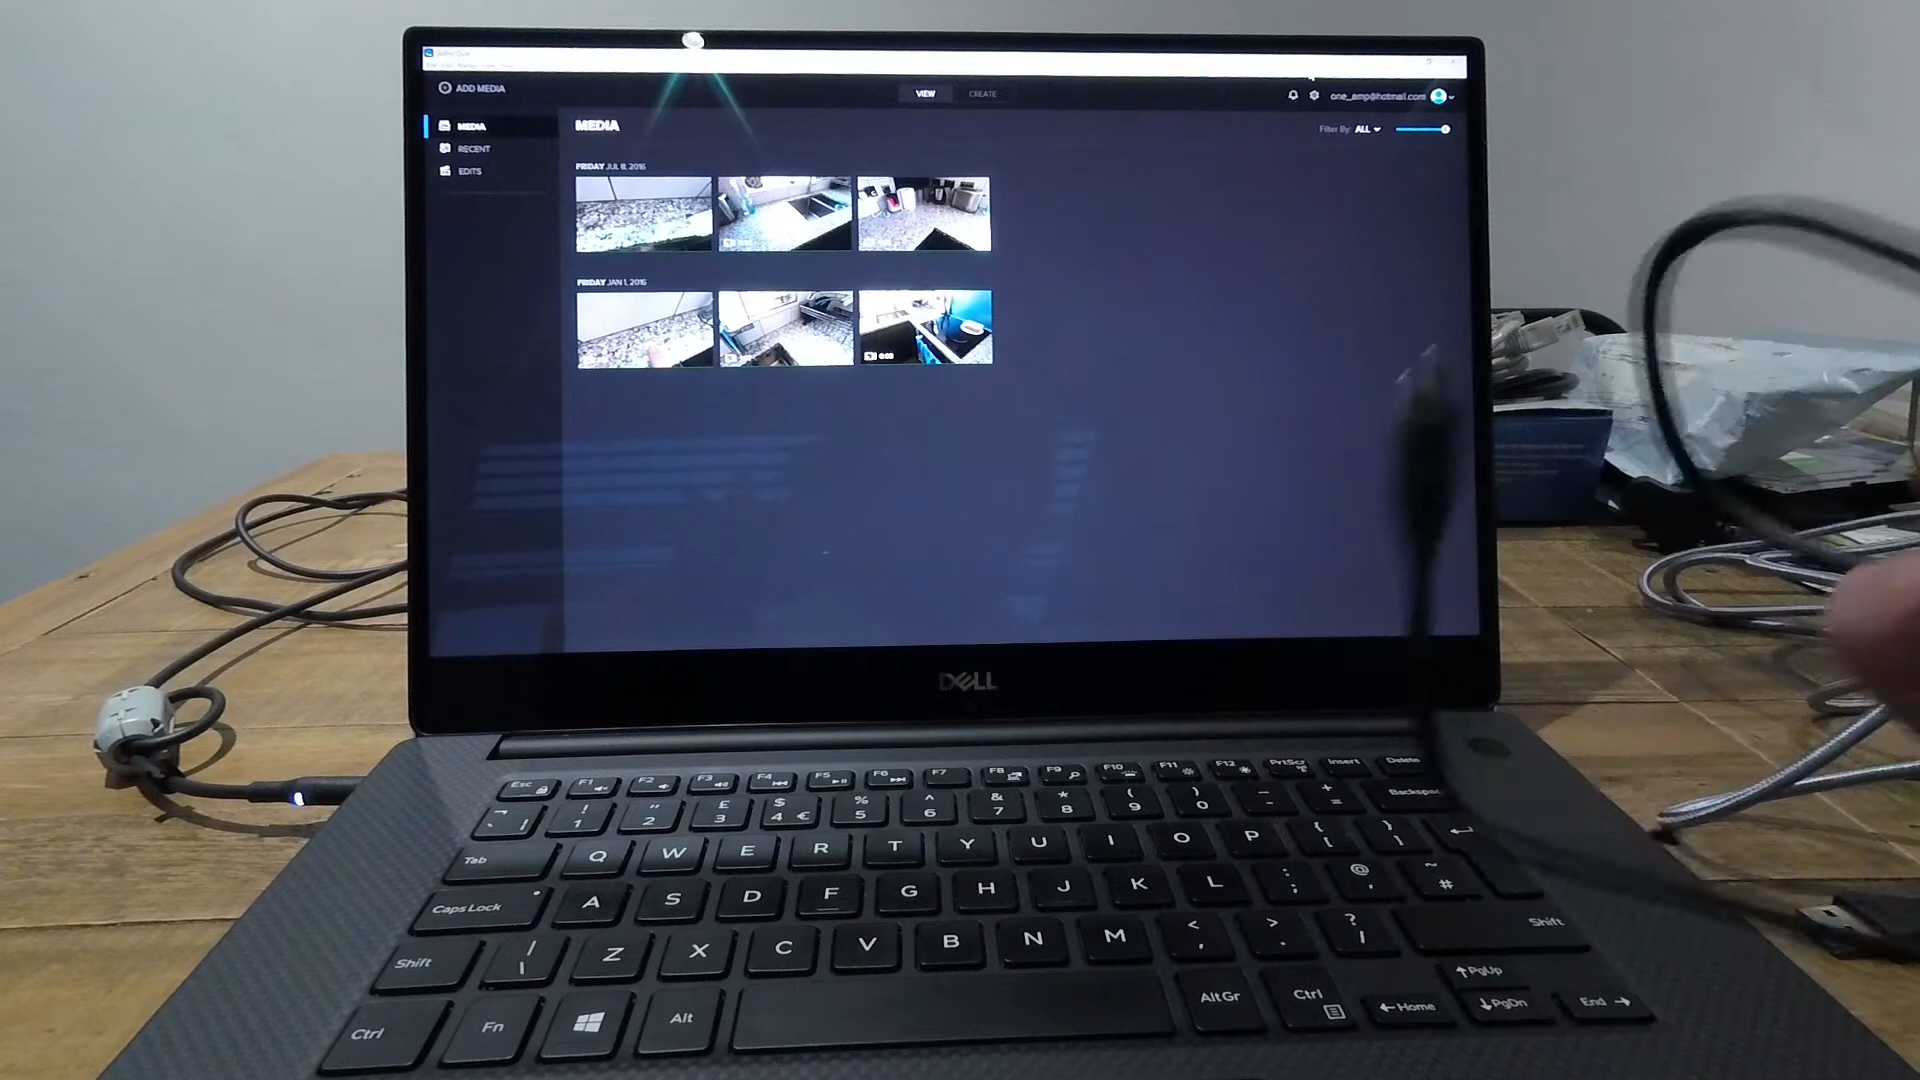 GoPro Quik
ADD MEDIA
VIEW CREATE
one_amp@hotmail.com
MEDIA
RECENT
EDITS
MEDIA
Filter By: ALL
FRIDAY JUL 8, 2016
FRIDAY JAN 1, 2016
DELL
Esc F1 F2 F3 F4 F5 F6 F7 F8 F9 F10 F11 F12 PrtScr Insert Delete
¬ ! " £ $ % ^ & * ( ) _ +
` ¦ 1 2 3 4 € 5 6 7 8 9 0 - = Backspace
Tab Q W E R T Y U I O P { [ } ]
Caps Lock A S D F G H J K L : ; @ ' ~ #
Shift | \ Z X C V B N M < , > . ? / Shift
Ctrl Fn Alt Alt Gr Ctrl Home PgUp PgDn End